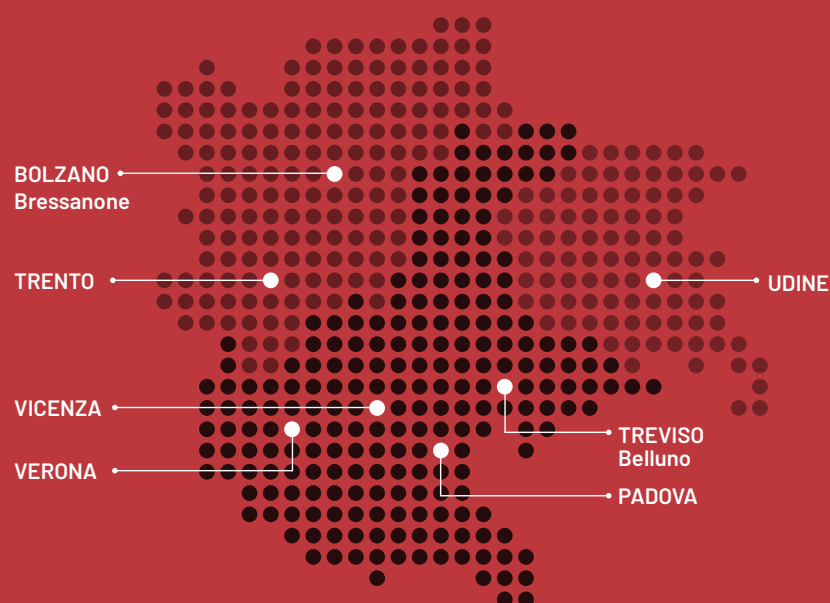 BOLZANO
Bressanone
TRENTO
UDINE
VICENZA
TREVISO
Belluno
VERONA
PADOVA